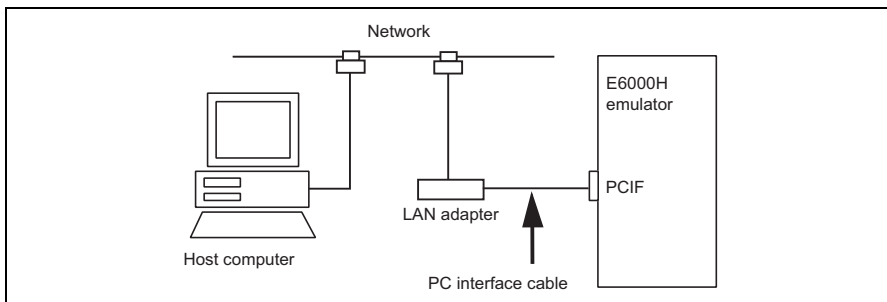 Network
E6000H
emulator
PCIF
LAN adapter
Host computer
PC interface cable